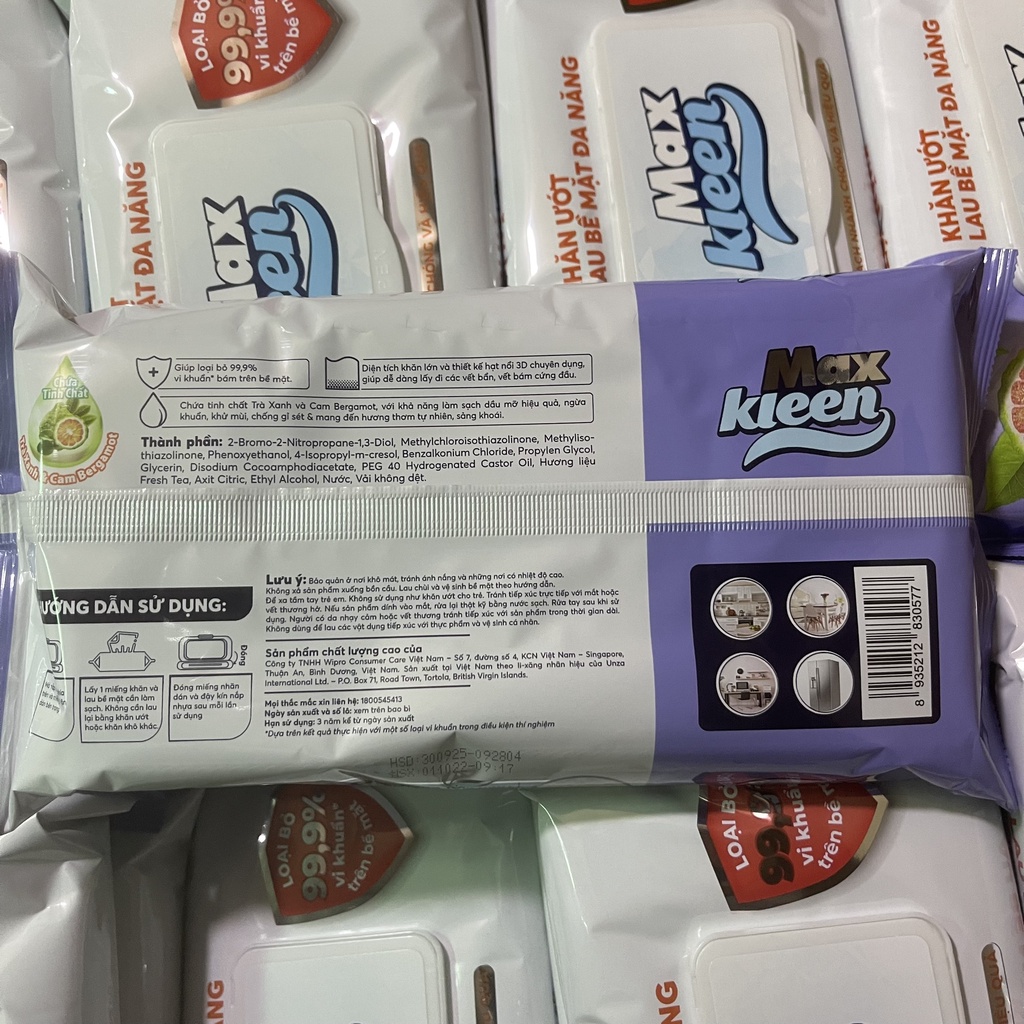 LOẠI BỎ
99,9%
vi khuẩn*
trên bề m
ẶT ĐA NĂNG
Max
kleen
KHĂN ƯỚT
LAU BỀ MẶT ĐA NĂNG
Max
kleen
NHANH CHÓNG VÀ HIỆU QUẢ
KHĂN ƯỚT
LAU BỀ MẶT ĐA NĂNG
Chứa
Tinh Chất
Trà Xanh & Cam Bergamot
Giúp loại bỏ 99,9%
vi khuẩn* bám trên bề mặt.
Diện tích khăn lớn và thiết kế hạt nổi 3D chuyên dụng,
giúp dễ dàng lấy đi các vết bẩn, vết bám cứng đầu.
Chứa tinh chất Trà Xanh và Cam Bergamot, với khả năng làm sạch dầu mỡ hiệu quả, ngừa
khuẩn, khử mùi, chống gỉ sét & mang đến hương thơm tự nhiên, sảng khoái.
Thành phần: 2-Bromo-2-Nitropropane-1,3-Diol, Methylchloroisothiazolinone, Methyliso-
thiazolinone, Phenoxyethanol, 4-Isopropyl-m-cresol, Benzalkonium Chloride, Propylen Glycol,
Glycerin, Disodium Cocoamphodiacetate, PEG 40 Hydrogenated Castor Oil, Hương liệu
Fresh Tea, Axit Citric, Ethyl Alcohol, Nước, Vải không dệt.
Max
kleen
ƯỚNG DẪN SỬ DỤNG:
Đóng
Lấy 1 miếng khăn và
lau bề mặt cần làm
sạch. Không cần lau
lại bằng khăn ướt
hoặc khăn khô khác.
Đóng miếng nhãn
dán và đậy kín nắp
nhựa sau mỗi lần
sử dụng
Lưu ý: Bảo quản ở nơi khô mát, tránh ánh nắng và những nơi có nhiệt độ cao.
Không xả sản phẩm xuống bồn cầu. Lau chùi và vệ sinh bề mặt theo hướng dẫn.
Để xa tầm tay trẻ em. Không sử dụng như khăn ướt cho trẻ. Tránh tiếp xúc trực tiếp với mắt hoặc
vết thương hở. Nếu sản phẩm dính vào mắt, rửa lại thật kỹ bằng nước sạch. Rửa tay sau khi sử
dụng. Người có da nhạy cảm hoặc vết thương tránh tiếp xúc với sản phẩm trong thời gian dài.
Không dùng để lau các vật dụng tiếp xúc với thực phẩm và vệ sinh cá nhân.
Sản phẩm chất lượng cao của
Công ty TNHH Wipro Consumer Care Việt Nam – Số 7, đường số 4, KCN Việt Nam – Singapore,
Thuận An, Bình Dương, Việt Nam. Sản xuất tại Việt Nam theo li-xăng nhãn hiệu của Unza
International Ltd. – P.O. Box 71, Road Town, Tortola, British Virgin Islands.
Mọi thắc mắc xin liên hệ: 1800545413
Ngày sản xuất và số lô: xem trên bao bì
Hạn sử dụng: 3 năm kể từ ngày sản xuất
*Dựa trên kết quả thực hiện với một số loại vi khuẩn trong điều kiện thí nghiệm
HSD 300925-092804
NSX 011022-09:17
8 935212 830577
LOẠI BỎ
99,9%
vi khuẩn*
trên bề mặt
LOẠI BỎ
99,9%
vi khuẩn*
trên bề m